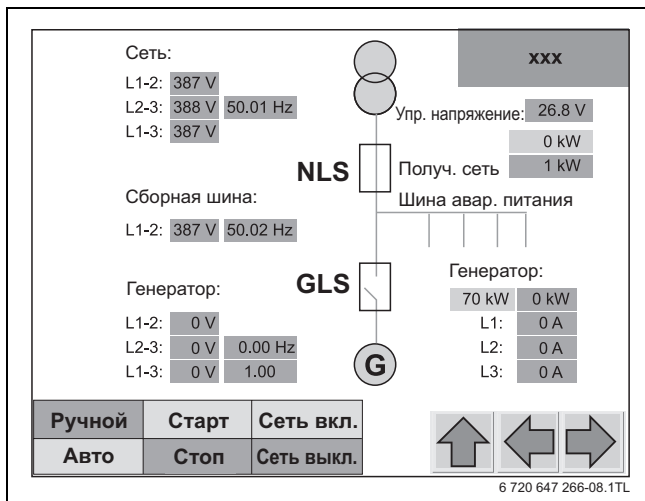 Сеть:
xxx
L1-2: 387 V
L2-3: 388 V 50.01 Hz
L1-3: 387 V
Упр. напряжение: 26.8 V
0 kW
NLS
Получ. сеть 1 kW
Сборная шина:
Шина авар. питания
L1-2: 387 V 50.02 Hz
Генератор:
GLS
Генератор:
70 kW 0 kW
L1-2: 0 V
L1: 0 A
L2-3: 0 V 0.00 Hz
L2: 0 A
L1-3: 0 V 1.00
G
L3: 0 A
Ручной Старт Сеть вкл.
Авто Стоп Сеть выкл.
6 720 647 266-08.1TL